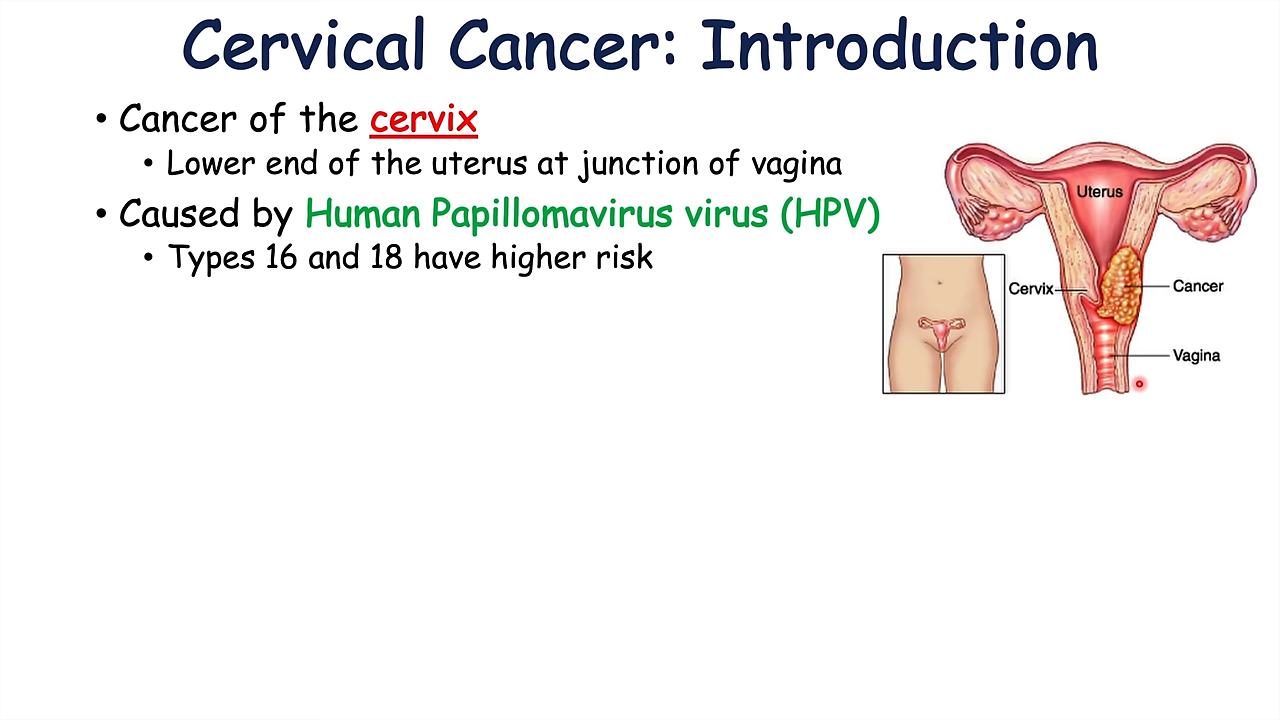 Cervical Cancer: Introduction
• Cancer of the cervix
• Lower end of the uterus at junction of vagina
• Caused by Human Papillomavirus virus (HPV)
• Types 16 and 18 have higher risk
Uterus
Cervix
Cancer
Vagina